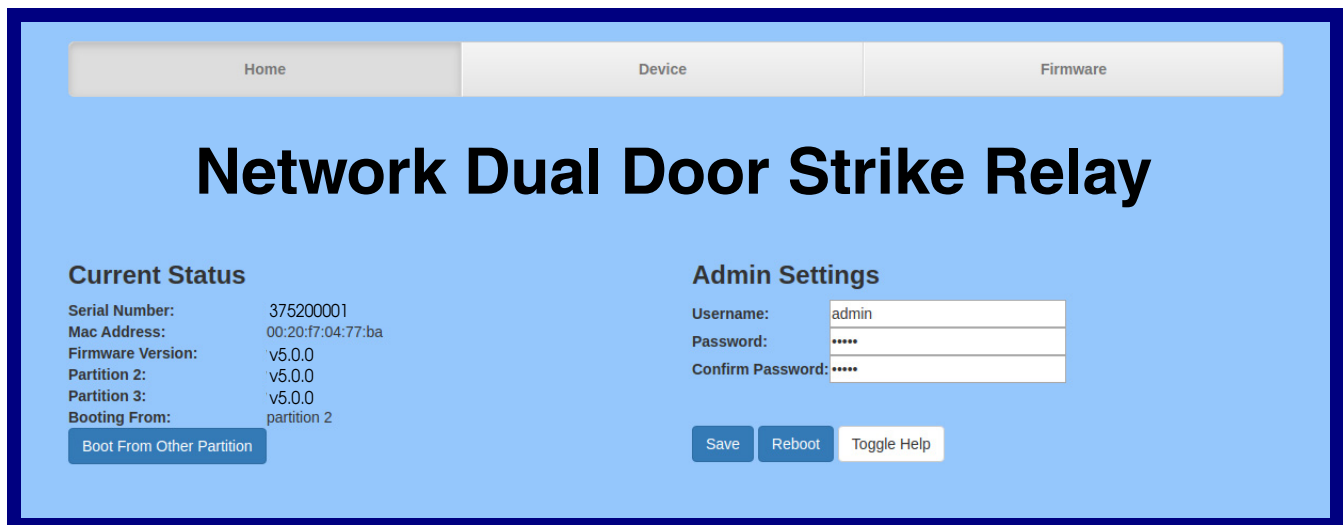 Home Device Firmware
Network Dual Door Strike Relay
Current Status
Serial Number: 375200001
Mac Address: 00:20:f7:04:77:ba
Firmware Version: v5.0.0
Partition 2: v5.0.0
Partition 3: v5.0.0
Booting From: partition 2
Boot From Other Partition
Admin Settings
Username: admin
Password: •••••
Confirm Password: •••••
Save Reboot Toggle Help